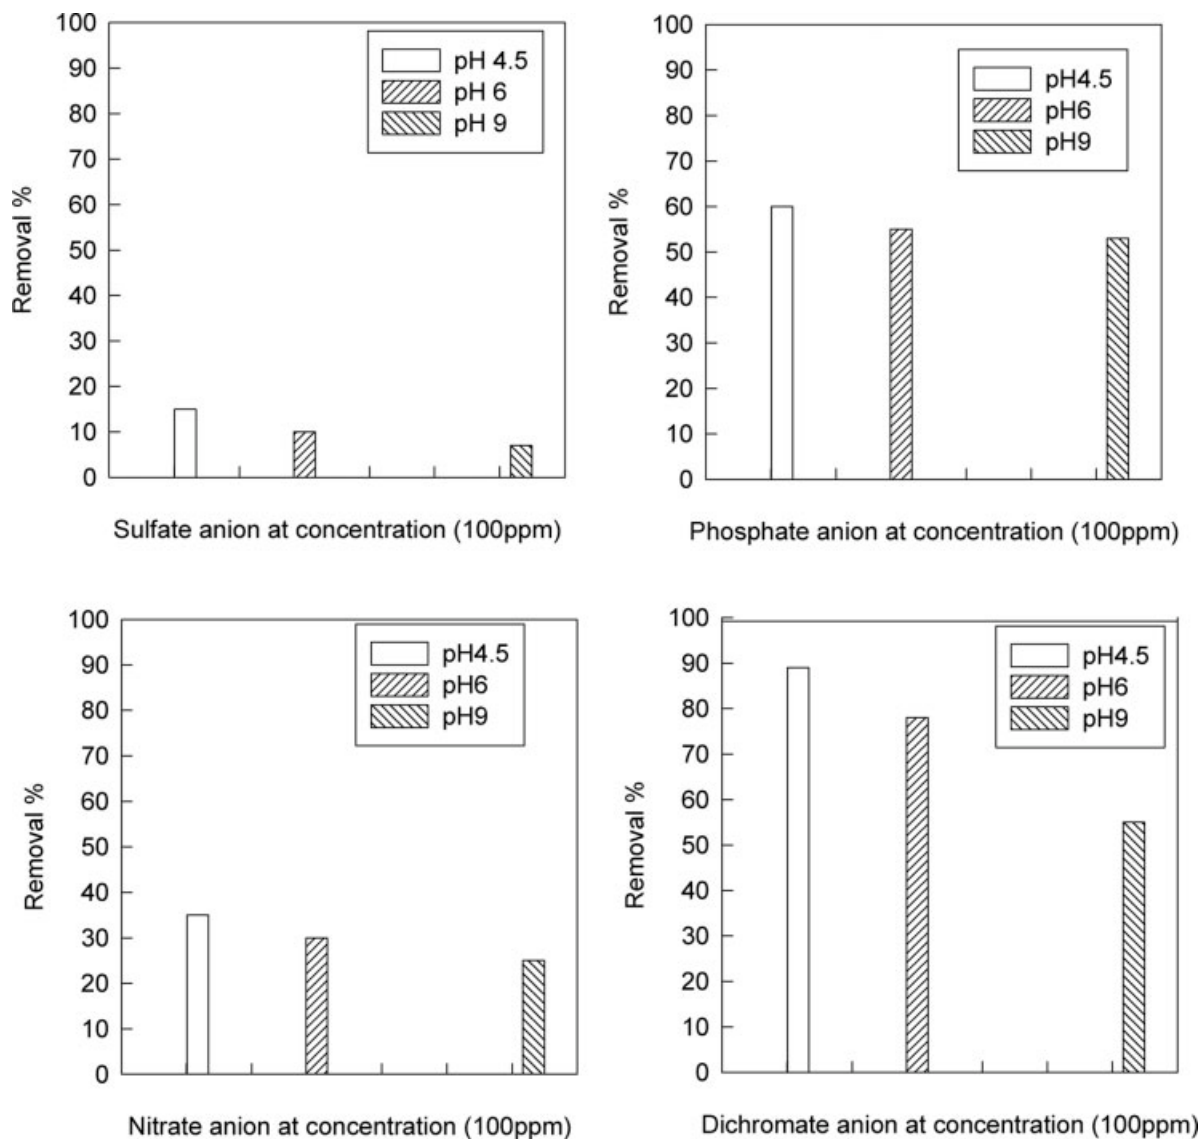 100
90
80
70
60
50
40
30
20
10
0
Removal %
pH 4.5
pH 6
pH 9
Sulfate anion at concentration (100ppm)
100
90
80
70
60
50
40
30
20
10
0
Removal %
pH4.5
pH6
pH9
Phosphate anion at concentration (100ppm)
100
90
80
70
60
50
40
30
20
10
0
Removal %
pH4.5
pH6
pH9
Nitrate anion at concentration (100ppm)
100
90
80
70
60
50
40
30
20
10
0
Removal %
pH4.5
pH6
pH9
Dichromate anion at concentration (100ppm)